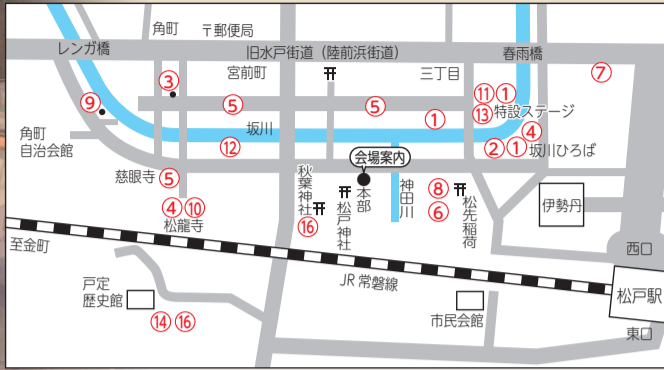 角町
〒郵便局
レンガ橋
旧水戸街道（陸前浜街道）
春雨橋
宮前町
三丁目
⑦
③
⑨
⑤
⑤
①
⑪①
⑬特設ステージ
④
②①坂川ひろば
角町
自治会館
坂川
⑫
会場案内
慈眼寺⑤
④⑩
松龍寺
秋葉神社
⑯
松戸神社
本部
神田川
⑧
⑥
松先稲荷
伊勢丹
至金町
JR常磐線
西口
松戸駅
東口
戸定
歴史館
⑭⑯
市民会館